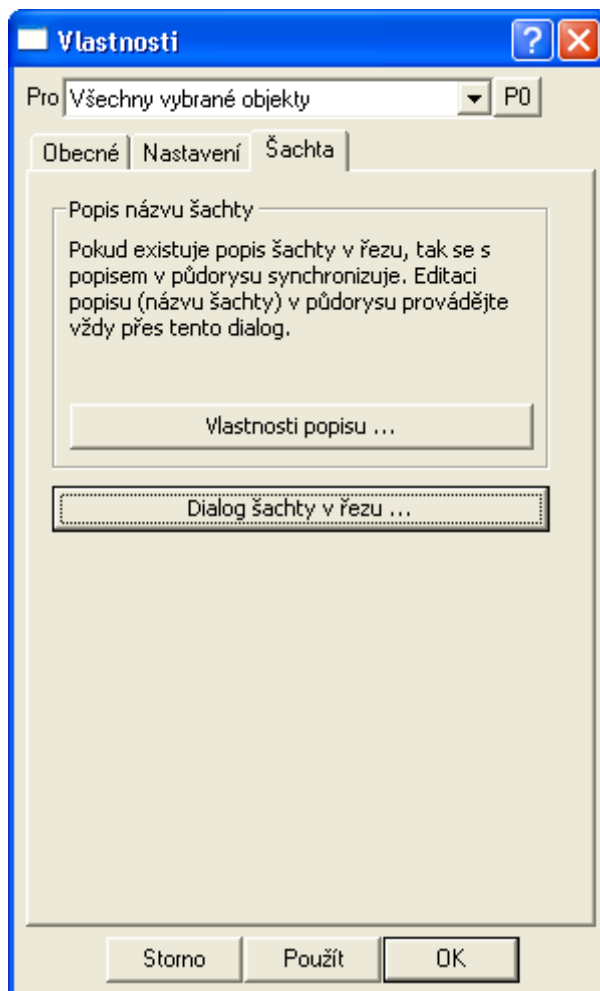 Vlastnosti
Pro Všechny vybrané objekty P0
Obecné Nastavení Šachta
Popis názvu šachty
Pokud existuje popis šachty v řezu, tak se s
popisem v půdorysu synchronizuje. Editaci
popisu (názvu šachty) v půdorysu provádějte
vždy přes tento dialog.
Vlastnosti popisu ...
Dialog šachty v řezu ...
Storno Použít OK